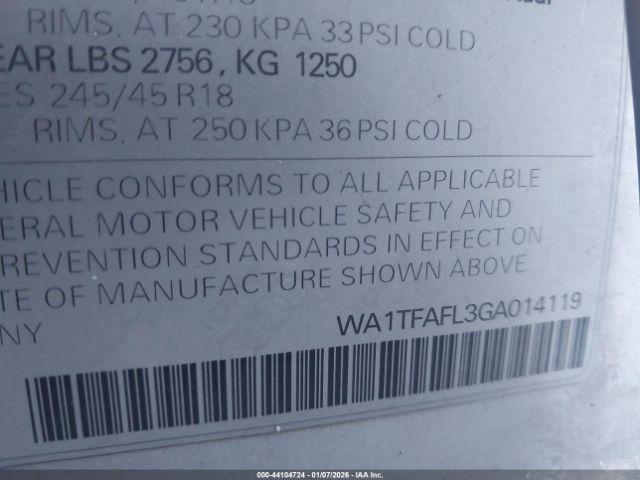 RIMS, AT 230 KPA 33 PSI COLD
EAR LBS 2756, KG 1250
ES 245/45 R18
RIMS, AT 250 KPA 36 PSI COLD
HICLE CONFORMS TO ALL APPLICABLE
ERAL MOTOR VEHICLE SAFETY AND
REVENTION STANDARDS IN EFFECT ON
TE OF MANUFACTURE SHOWN ABOVE
NY
WA1TFAFL3GA014119
000-44104724 | 01/07/2026 | IAA Inc.